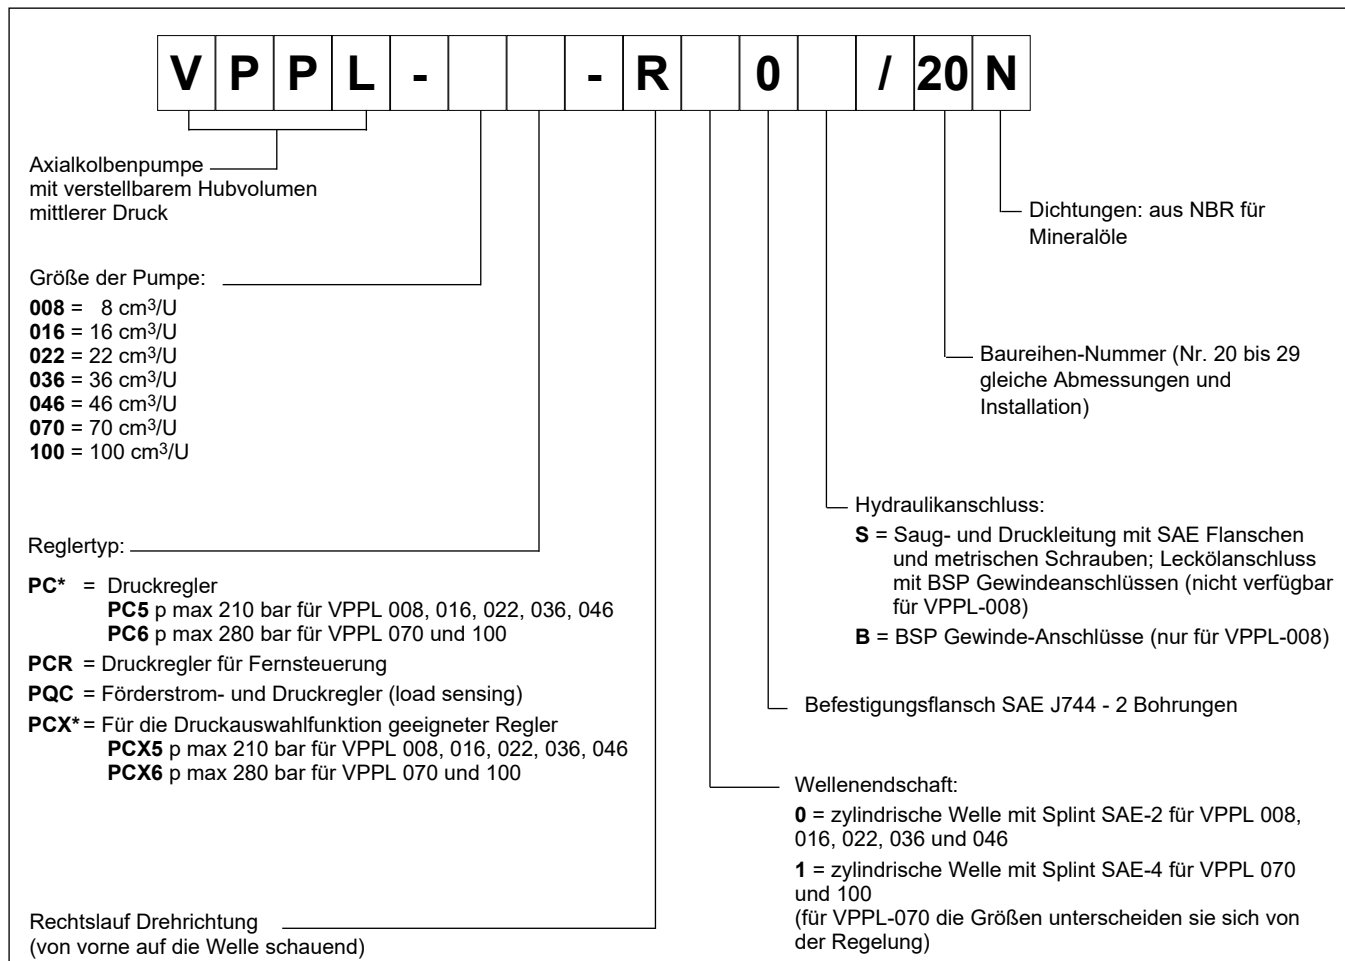 V P P L - - R 0 / 20 N
Axialkolbenpumpe
mit verstellbarem Hubvolumen
mittlerer Druck
Größe der Pumpe:
008 = 8 cm³/U
016 = 16 cm³/U
022 = 22 cm³/U
036 = 36 cm³/U
046 = 46 cm³/U
070 = 70 cm³/U
100 = 100 cm³/U
Reglertyp:
PC* = Druckregler
PC5 p max 210 bar für VPPL 008, 016, 022, 036, 046
PC6 p max 280 bar für VPPL 070 und 100
PCR = Druckregler für Fernsteuerung
PQC = Förderstrom- und Druckregler (load sensing)
PCX* = Für die Druckauswahlfunktion geeigneter Regler
PCX5 p max 210 bar für VPPL 008, 016, 022, 036, 046
PCX6 p max 280 bar für VPPL 070 und 100
Rechtslauf Drehrichtung
(von vorne auf die Welle schauend)
Dichtungen: aus NBR für
Mineralöle
Baureihen-Nummer (Nr. 20 bis 29
gleiche Abmessungen und
Installation)
Hydraulikanschluss:
S = Saug- und Druckleitung mit SAE Flanschen
und metrischen Schrauben; Leckölanschluss
mit BSP Gewindeanschlüssen (nicht verfügbar
für VPPL-008)
B = BSP Gewinde-Anschlüsse (nur für VPPL-008)
Befestigungsflansch SAE J744 - 2 Bohrungen
Wellenendschaft:
0 = zylindrische Welle mit Splint SAE-2 für VPPL 008,
016, 022, 036 und 046
1 = zylindrische Welle mit Splint SAE-4 für VPPL 070
und 100
(für VPPL-070 die Größen unterscheiden sie sich von
der Regelung)